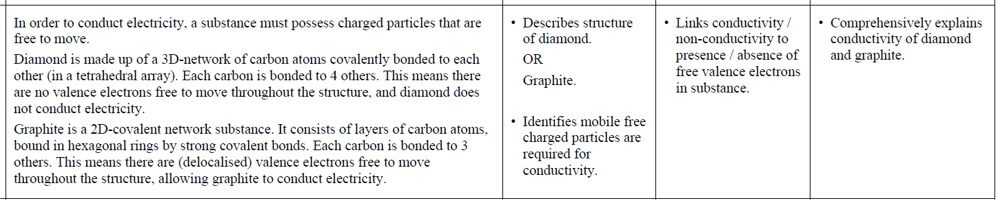 In order to conduct electricity, a substance must possess charged particles that are
free to move.
Diamond is made up of a 3D-network of carbon atoms covalently bonded to each
other (in a tetrahedral array). Each carbon is bonded to 4 others. This means there
are no valence electrons free to move throughout the structure, and diamond does
not conduct electricity.
Graphite is a 2D-covalent network substance. It consists of layers of carbon atoms,
bound in hexagonal rings by strong covalent bonds. Each carbon is bonded to 3
others. This means there are (delocalised) valence electrons free to move
throughout the structure, allowing graphite to conduct electricity.
• Describes structure
of diamond.
OR
Graphite.
• Identifies mobile free
charged particles are
required for
conductivity.
• Links conductivity /
non-conductivity to
presence / absence of
free valence electrons
in substance.
• Comprehensively explains
conductivity of diamond
and graphite.